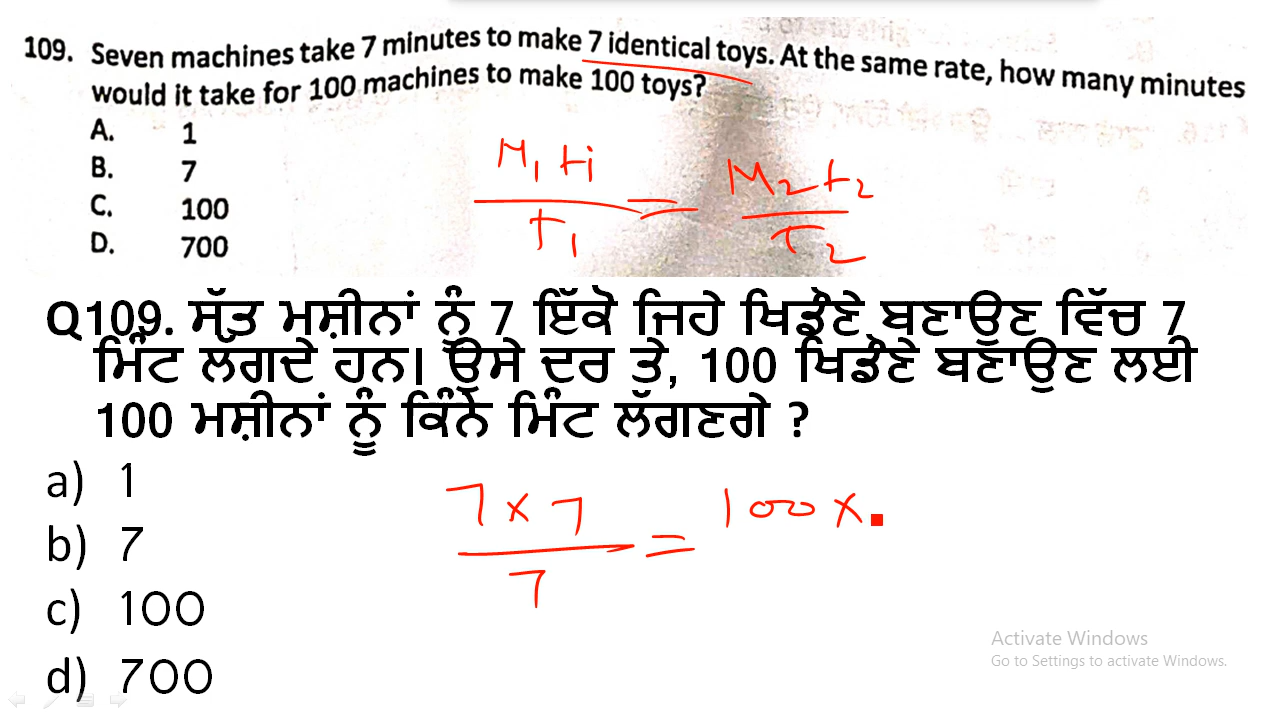 109. Seven machines take 7 minutes to make 7 identical toys. At the same rate, how many minutes
would it take for 100 machines to make 100 toys?
A. 1
B. 7
C. 100
D. 700
M₁ t₁ / T₁ = M₂ t₂ / T₂
Q109. ਸੱਤ ਮਸ਼ੀਨਾਂ ਨੂੰ 7 ਇੱਕੋ ਜਿਹੇ ਖਿਡੌਣੇ ਬਣਾਉਣ ਵਿੱਚ 7
ਮਿੰਟ ਲੱਗਦੇ ਹਨ। ਉਸੇ ਦਰ ਤੇ, 100 ਖਿਡੌਣੇ ਬਣਾਉਣ ਲਈ
100 ਮਸ਼ੀਨਾਂ ਨੂੰ ਕਿੰਨੇ ਮਿੰਟ ਲੱਗਣਗੇ ?
a) 1
b) 7
c) 100
d) 700
7 × 7 / 7 = 100 ×
Activate Windows
Go to Settings to activate Windows.